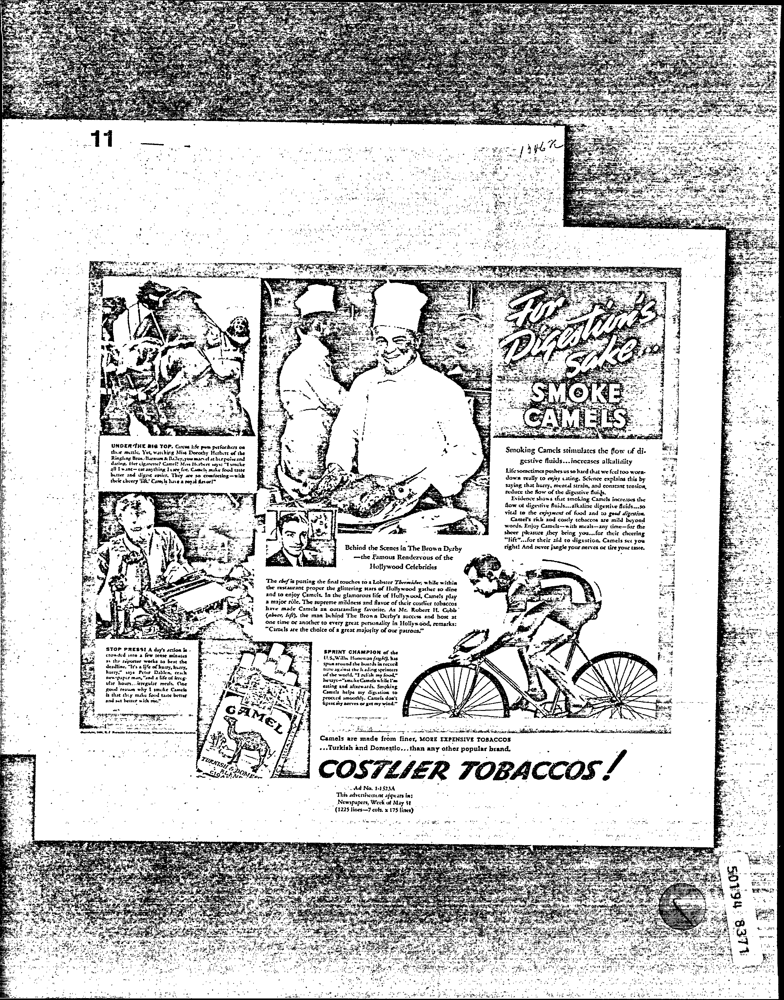 11
For
Digestion's
sake...
SMOKE
CAMELS
UNDER THE BIG TOP. Circus life puts performers on
their mettle. Yet, watching Miss Dorothy Herbert of the
Ringling Bros.-Barnum & Bailey, you marvel at her poise and
daring. Her cigarette? Camel! Miss Herbert says: "I smoke
all I want—eat anything I care for. Camels make food taste
better and digest easier. They are so comforting—with
their cheery 'lift.' Camels have a royal flavor!"
Smoking Camels stimulates the flow of di-
gestive fluids...increases alkalinity
Life sometimes pushes us so hard that we feel too worn-
down really to enjoy eating. Science explains this by
saying that hurry, mental strain, and constant tension,
reduce the flow of the digestive fluids.
Evidence shows that smoking Camels increases the
flow of digestive fluids...alkaline digestive fluids...so
vital to the enjoyment of food and to good digestion.
Camel's rich and costly tobaccos are mild beyond
words. Enjoy Camels—with meals—any time—for the
sheer pleasure they bring you...for their cheering
"lift"...for their aid to digestion. Camels set you
right! And never jangle your nerves or tire your taste.
Behind the Scenes in The Brown Derby
—the Famous Rendezvous of the
Hollywood Celebrities
The chef is putting the final touches to a Lobster Thermidor, while within
the restaurant proper the glittering stars of Hollywood gather to dine
and to enjoy Camels. In the glamorous life of Hollywood, Camels play
a major rôle. The supreme mildness and flavor of their costlier tobaccos
have made Camels an outstanding favorite. As Mr. Robert H. Cobb
(above, left), the man behind The Brown Derby's success and host at
one time or another to every great personality in Hollywood, remarks:
"Camels are the choice of a great majority of our patrons."
STOP PRESS! A day's action is
crowded into a few tense minutes
as the reporter works to beat the
deadline. "It's a life of hurry, hurry,
hurry," says Peter Dahlen, crack
newspaper man, "and a life of irreg-
ular hours...irregular meals. One
good reason why I smoke Camels
is that they make food taste better
and set better with me."
SPRINT CHAMPION of the
U.S., Willie Honeman (right), has
spun around the boards in record
time against the leading sprinters
of the world. "I relish my food,"
he says—"smoke Camels while I'm
eating and afterwards. Smoking
Camels helps my digestion to
proceed smoothly. Camels don't
upset my nerves or get my wind."
CAMEL
TURKISH & DOMESTIC
Camels are made from finer, MORE EXPENSIVE TOBACCOS
...Turkish and Domestic...than any other popular brand.
COSTLIER TOBACCOS!
Ad No. 1-1523A
This advertisement appears in:
Newspapers, Week of May 31
(1225 lines—7 cols. x 175 lines)
50194 8371